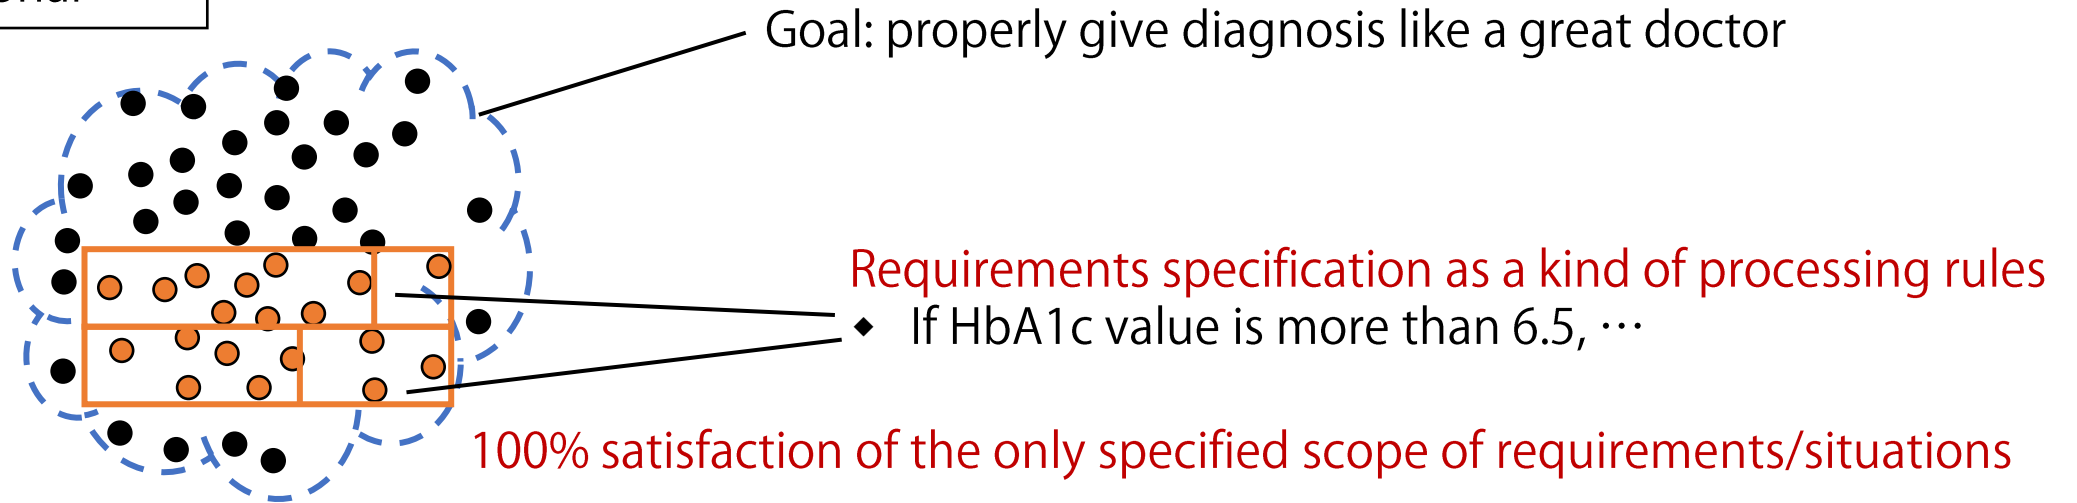 Goal: properly give diagnosis like a great doctor
Requirements specification as a kind of processing rules
◆ If HbA1c value is more than 6.5, ⋯
100% satisfaction of the only specified scope of requirements/situations